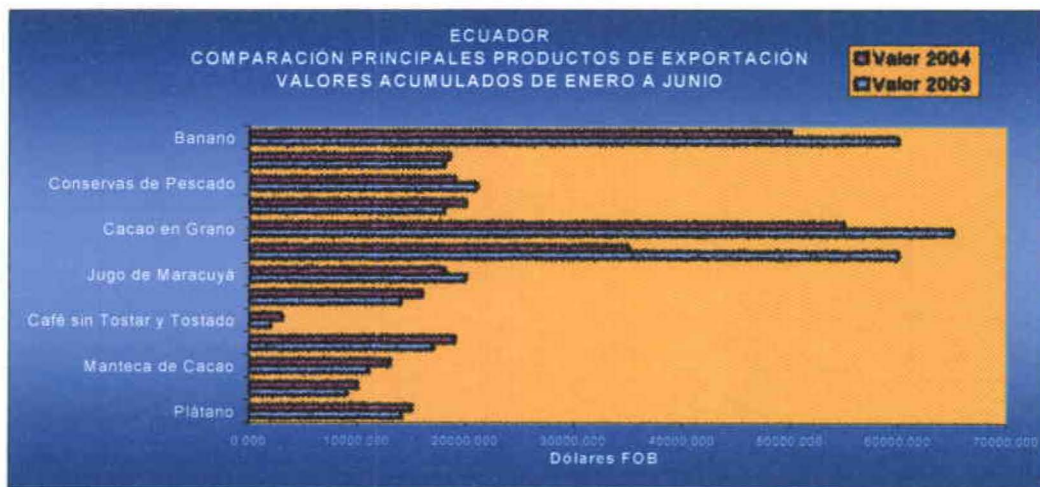 ECUADOR
COMPARACIÓN PRINCIPALES PRODUCTOS DE EXPORTACIÓN
VALORES ACUMULADOS DE ENERO A JUNIO
Valor 2004
Valor 2003
Banano
Conservas de Pescado
Cacao en Grano
Jugo de Maracuyá
Café sin Tostar y Tostado
Manteca de Cacao
Plátano
0.000 10000.000 20000.000 30000.000 40000.000 50000.000 60000.000 70000.000
Dólares FOB